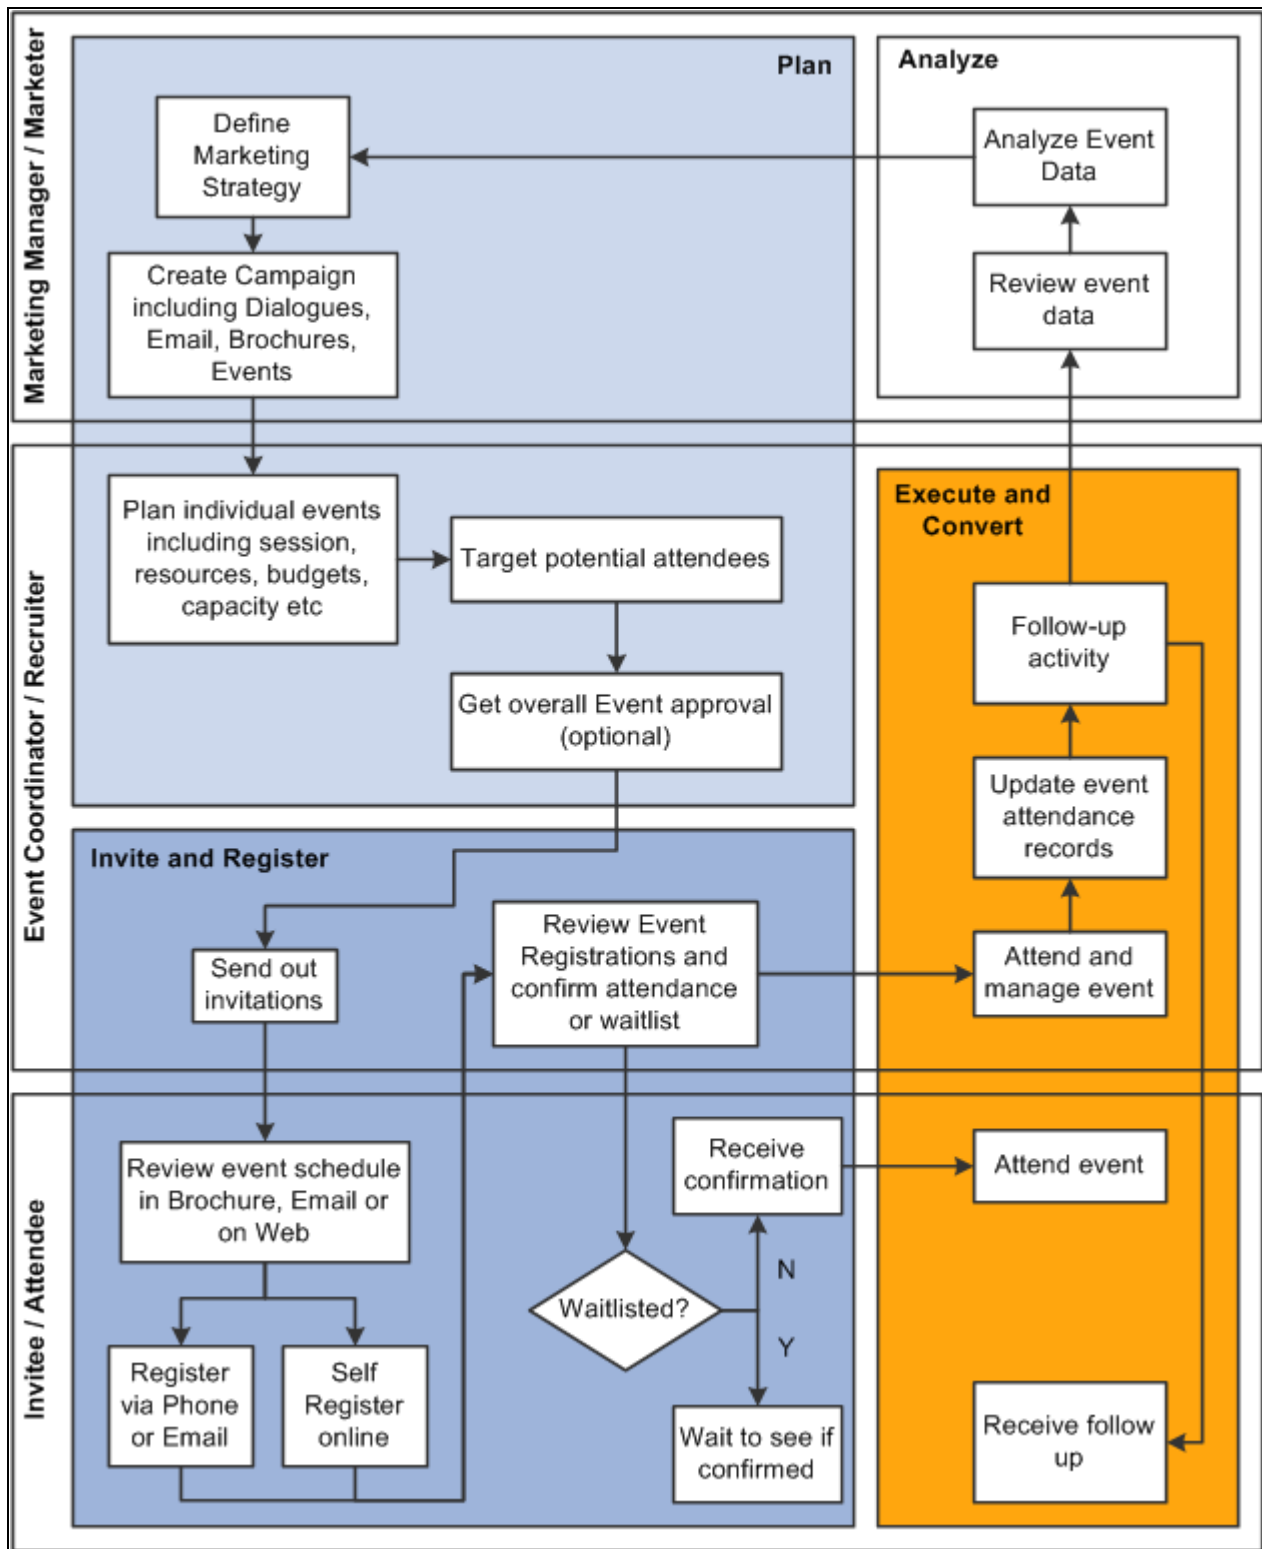 Marketing Manager / Marketer
Plan
Define
Marketing
Strategy
Create Campaign
including Dialogues,
Email, Brochures,
Events
Analyze
Analyze Event
Data
Review event
data
Event Coordinator / Recruiter
Plan individual events
including session,
resources, budgets,
capacity etc
Target potential attendees
Get overall Event approval
(optional)
Execute and
Convert
Follow-up
activity
Update event
attendance
records
Attend and
manage event
Invite and Register
Send out
invitations
Review Event
Registrations and
confirm attendance
or waitlist
Invitee / Attendee
Review event schedule
in Brochure, Email or
on Web
Register
via Phone
or Email
Self
Register
online
Waitlisted?
Receive
confirmation
N
Y
Wait to see if
confirmed
Attend event
Receive follow
up